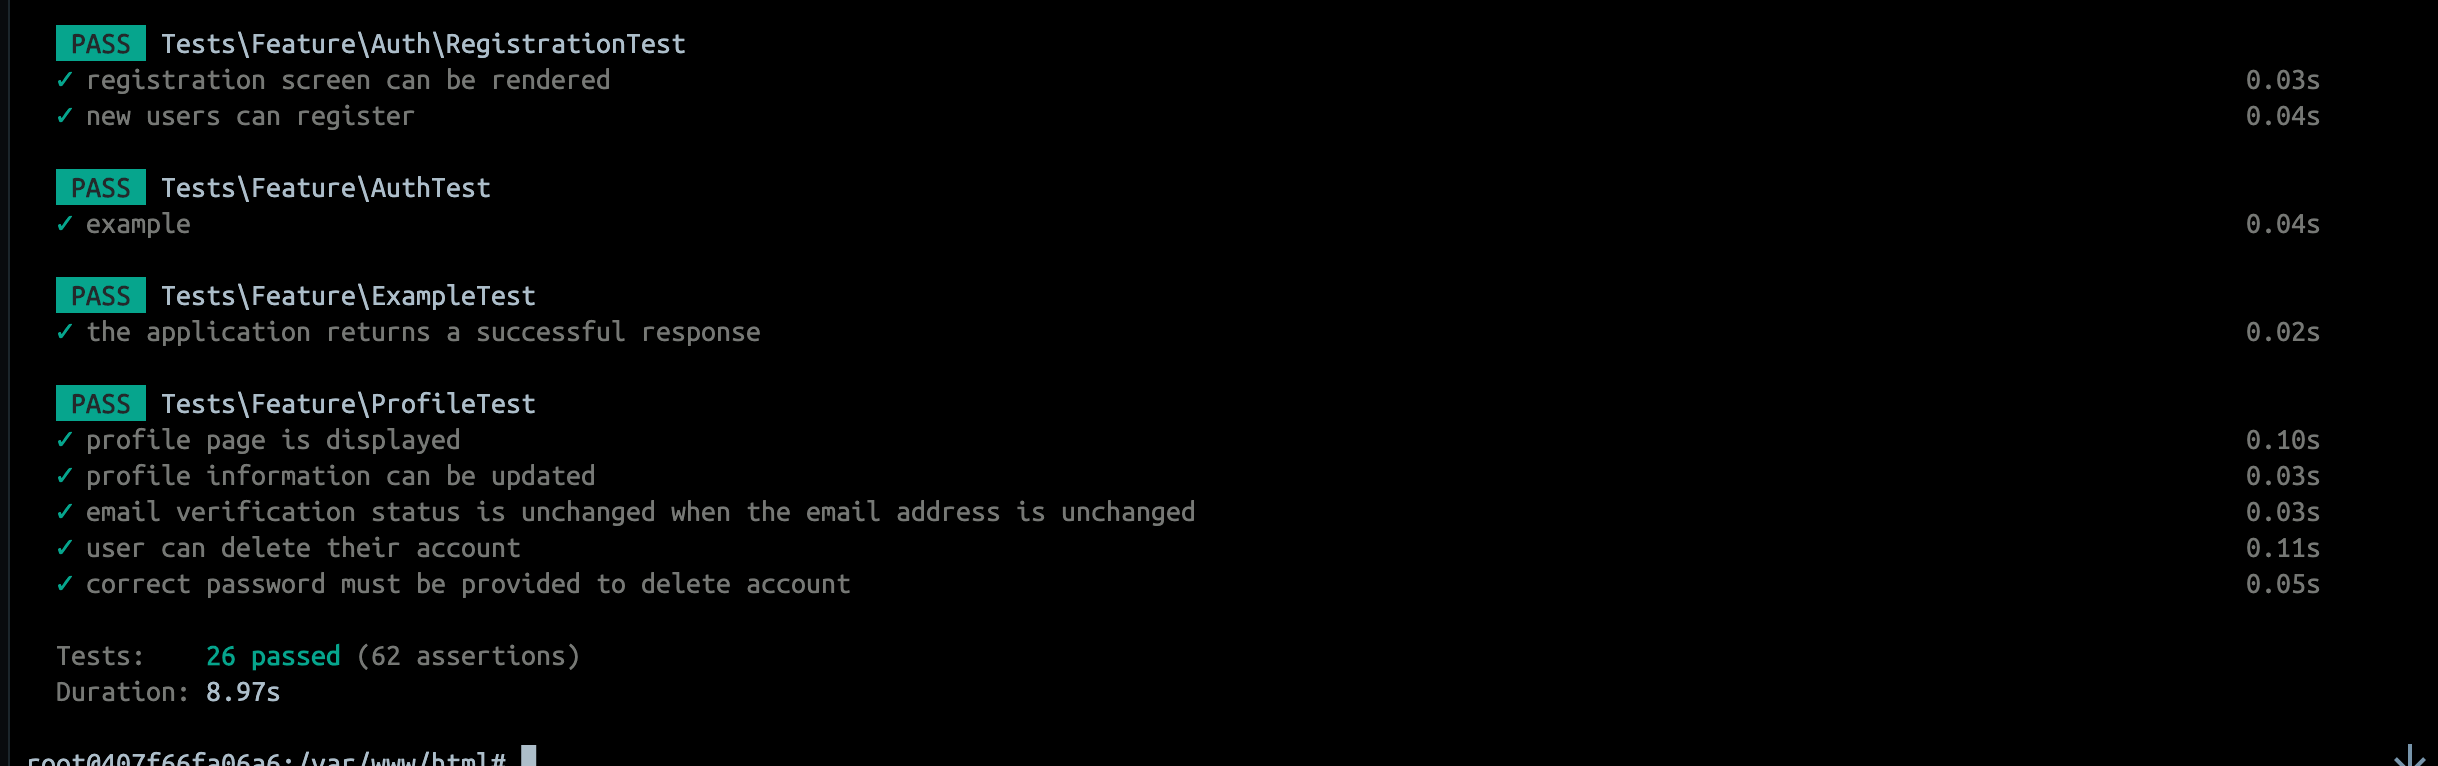 PASS Tests\Feature\Auth\RegistrationTest
✓ registration screen can be rendered 0.03s
✓ new users can register 0.04s
PASS Tests\Feature\AuthTest
✓ example 0.04s
PASS Tests\Feature\ExampleTest
✓ the application returns a successful response 0.02s
PASS Tests\Feature\ProfileTest
✓ profile page is displayed 0.10s
✓ profile information can be updated 0.03s
✓ email verification status is unchanged when the email address is unchanged 0.03s
✓ user can delete their account 0.11s
✓ correct password must be provided to delete account 0.05s
Tests: 26 passed (62 assertions)
Duration: 8.97s
root@407f66fa06a6:/var/www/html#